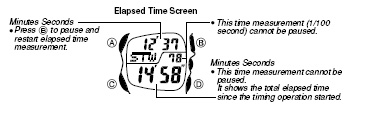 Elapsed Time Screen
Minutes Seconds
• Press Ⓑ to pause and
restart elapsed time
measurement.
• This time measurement (1/100
second) cannot be paused.
Ⓐ
12' 37
Ⓑ
STW 78
Minutes Seconds
• This time measurement cannot
be paused.
It shows the total elapsed time
since the timing operation started.
Ⓒ
14' 58"
Ⓓ